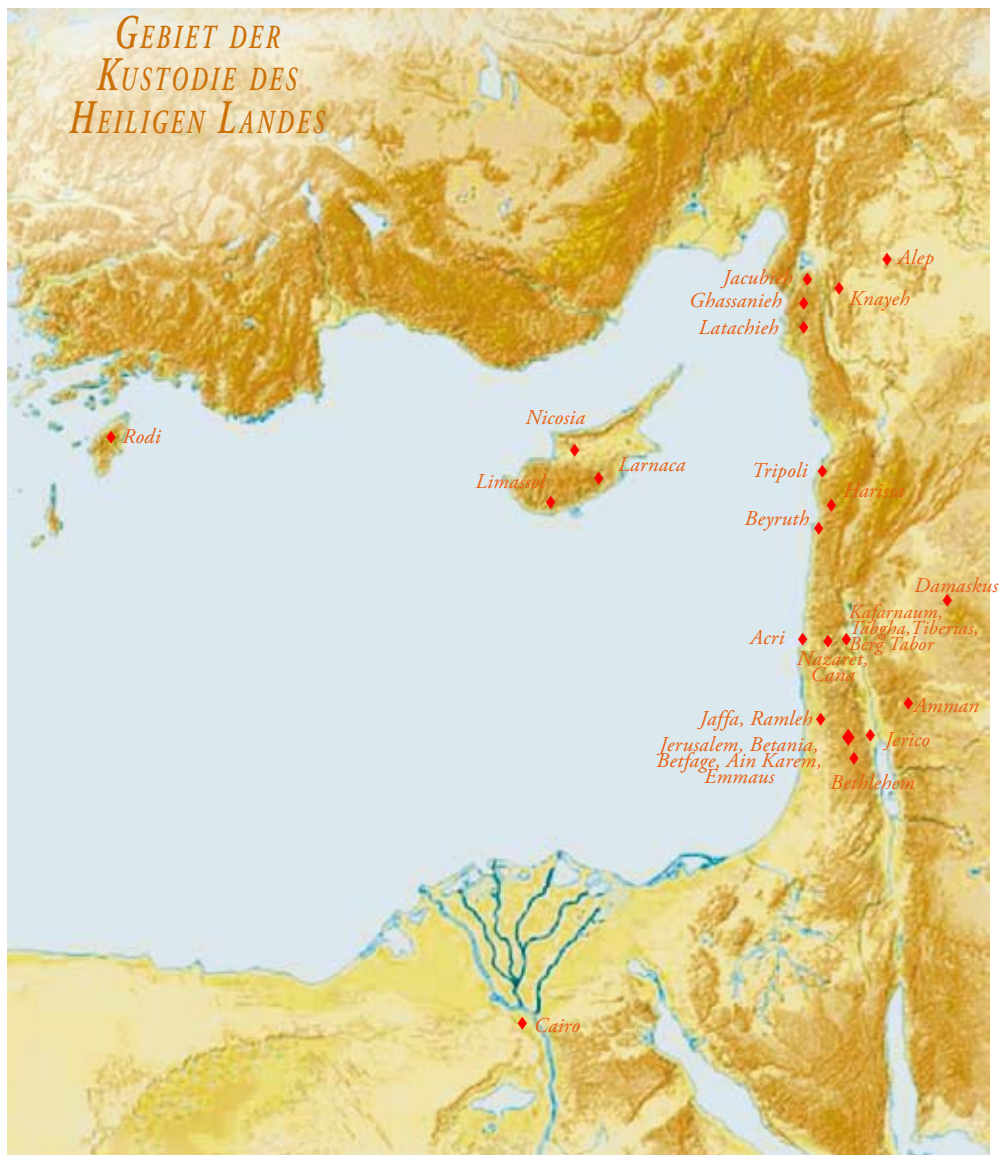 GEBIET DER
KUSTODIE DES
HEILIGEN LANDES
Alep
Jacubieh
Knayeh
Ghassanieh
Latachieh
Nicosia
Rodi
Larnaca
Tripoli
Limassol
Harissa
Beyruth
Damaskus
Kafarnaum,
Tabgha,Tiberias,
Berg Tabor
Acri
Nazaret,
Cana
Amman
Jaffa, Ramleh
Jerico
Jerusalem, Betania,
Betfage, Ain Karem,
Emmaus
Bethlehem
Cairo